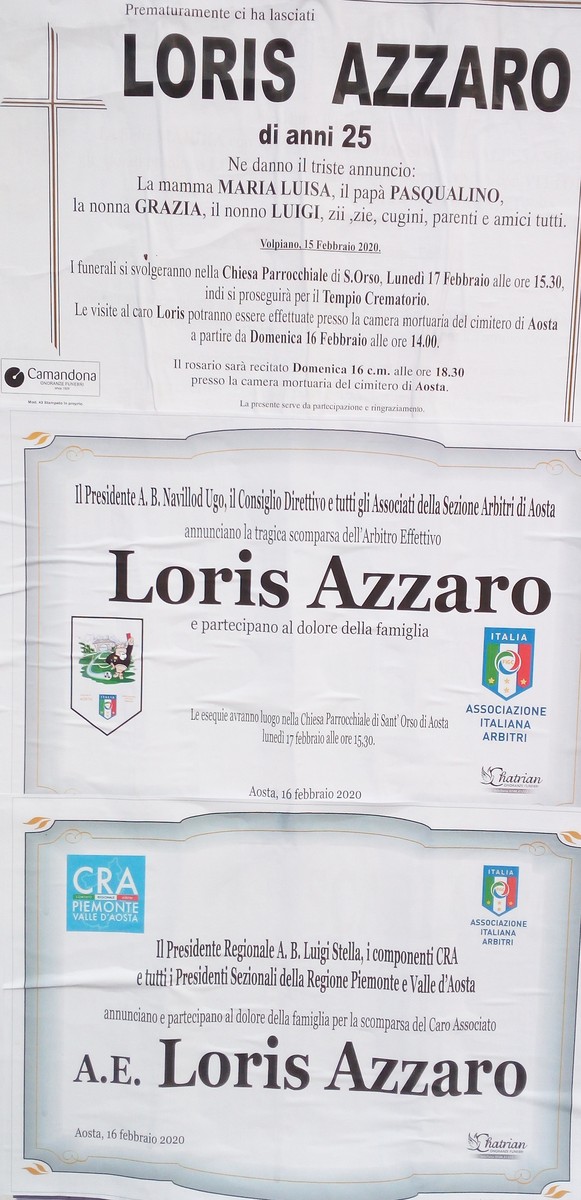 Prematuramente ci ha lasciati
LORIS AZZARO
di anni 25
Ne danno il triste annuncio:
La mamma MARIA LUISA, il papà PASQUALINO,
la nonna GRAZIA, il nonno LUIGI, zii ,zie, cugini, parenti e amici tutti.
Volpiano, 15 Febbraio 2020.
I funerali si svolgeranno nella Chiesa Parrocchiale di S.Orso, Lunedì 17 Febbraio alle ore 15.30,
indi si proseguirà per il Tempio Crematorio.
Le visite al caro Loris potranno essere effettuate presso la camera mortuaria del cimitero di Aosta
a partire da Domenica 16 Febbraio alle ore 14.00.
Il rosario sarà recitato Domenica 16 c.m. alle ore 18.30
presso la camera mortuaria del cimitero di Aosta.
Camandona
ONORANZE FUNEBRI
La presente serve da partecipazione e ringraziamento.
Il Presidente A. B. Navillod Ugo, il Consiglio Direttivo e tutti gli Associati della Sezione Arbitri di Aosta
annunciano la tragica scomparsa dell'Arbitro Effettivo
Loris Azzaro
e partecipano al dolore della famiglia
ITALIA
FIGC
ASSOCIAZIONE
ITALIANA
ARBITRI
Le esequie avranno luogo nella Chiesa Parrocchiale di Sant' Orso di Aosta
lunedì 17 febbraio alle ore 15,30.
Chatrian
ONORANZE FUNEBRI
Aosta, 16 febbraio 2020
CRA
PIEMONTE
VALLE D'AOSTA
ITALIA
ASSOCIAZIONE
ITALIANA
ARBITRI
Il Presidente Regionale A. B. Luigi Stella, i componenti CRA
e tutti i Presidenti Sezionali della Regione Piemonte e Valle d'Aosta
annunciano e partecipano al dolore della famiglia per la scomparsa del Caro Associato
A.E. Loris Azzaro
Aosta, 16 febbraio 2020
Chatrian
ONORANZE FUNEBRI